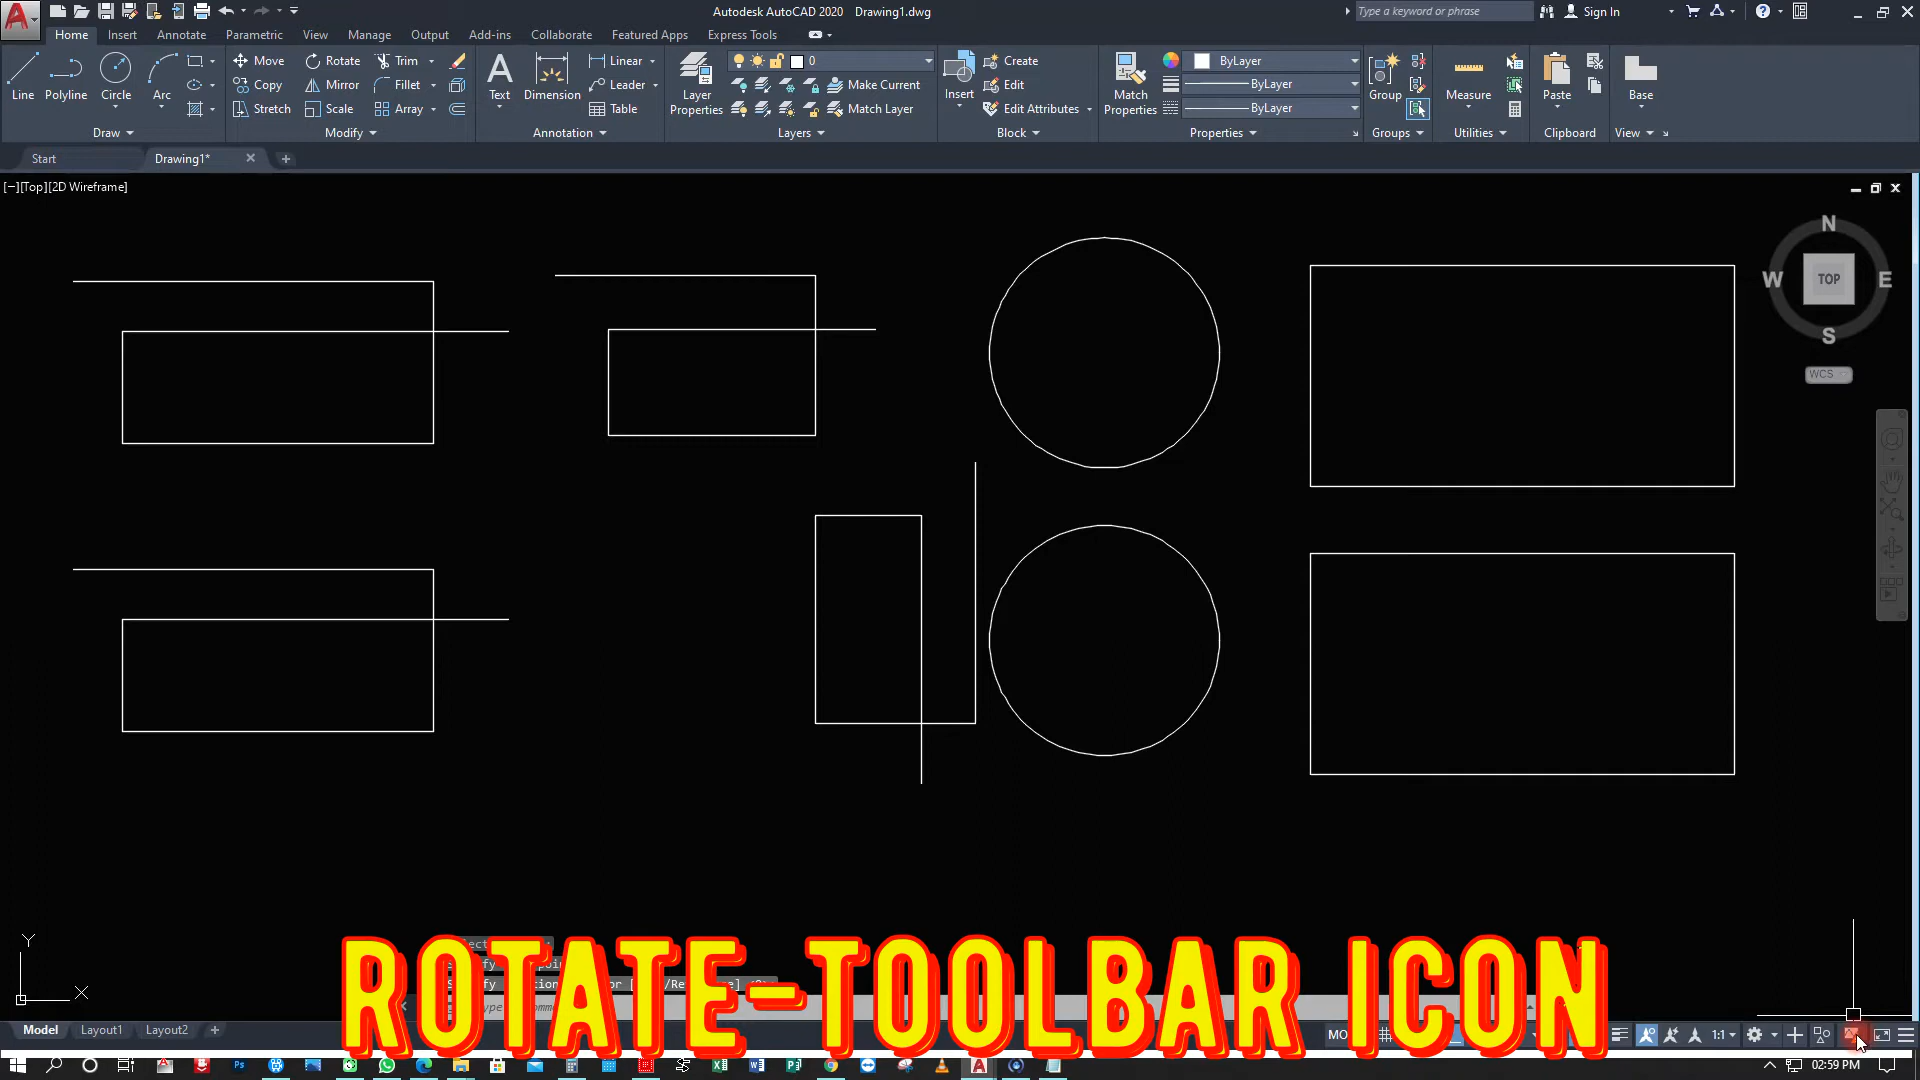 Autodesk AutoCAD 2020 Drawing1.dwg
Type a keyword or phrase
Sign In
Home Insert Annotate Parametric View Manage Output Add-ins Collaborate Featured Apps Express Tools
Line
Polyline
Circle
Arc
Draw
Move
Rotate
Trim
Copy
Mirror
Fillet
Stretch
Scale
Array
Modify
Text
Dimension
Linear
Leader
Table
Annotation
Layer
Properties
0
Make Current
Match Layer
Layers
Insert
Create
Edit
Edit Attributes
Block
Match
Properties
ByLayer
ByLayer
ByLayer
Properties
Group
Groups
Measure
Utilities
Paste
Clipboard
Base
View
Start
Drawing1*
[−][Top][2D Wireframe]
N
W
TOP
E
S
WCS
Y
X
ROTATE-TOOLBAR ICON
Model
Layout1
Layout2
1:1
02:59 PM